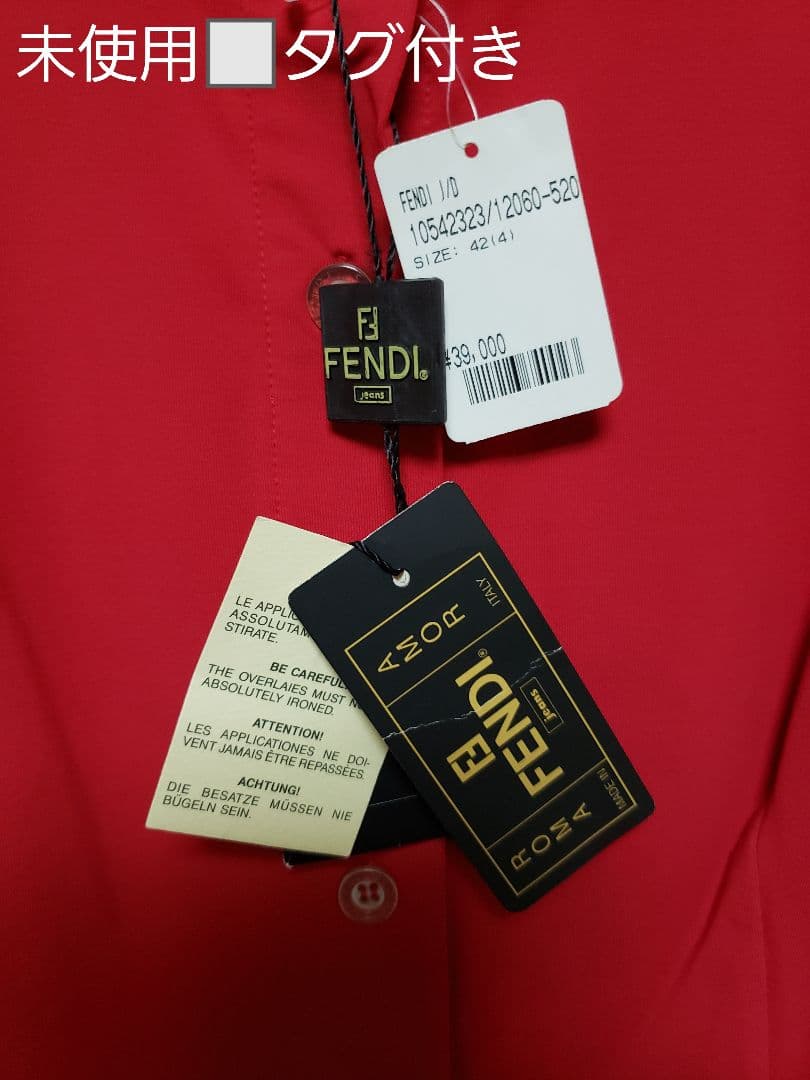 未使用⬜タグ付き
FENDI J/D
10542323/12060-520
SIZE: 42(4)
¥39,000
FENDI®
jeans
LE APPLIC
ASSOLUTAM
STIRATE.
BE CAREFUL!
THE OVERLAIES MUST N
ABSOLUTELY IRONED.
ATTENTION!
LES APPLICATIONES NE DOI-
VENT JAMAIS ÊTRE REPASSÉES.
ACHTUNG!
DIE BESATZE MÜSSEN NIE
BÜGELN SEIN.
AMOR
ITALY
FENDI®
jeans
ROMA
MADE IN